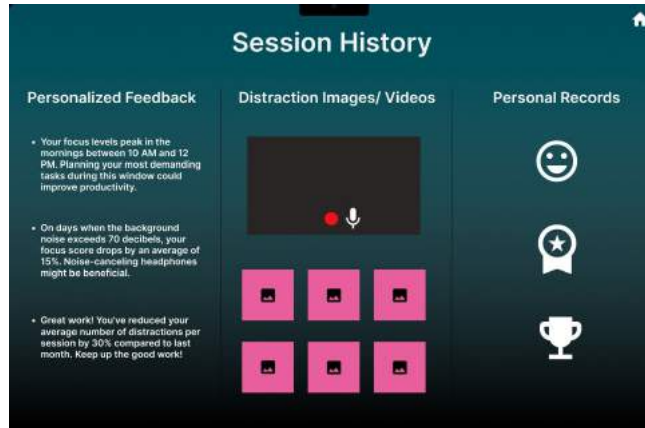 Session History
Personalized Feedback
• Your focus levels peak in the
mornings between 10 AM and 12
PM. Planning your most demanding
tasks during this window could
improve productivity.
• On days when the background
noise exceeds 70 decibels, your
focus score drops by an average of
15%. Noise-canceling headphones
might be beneficial.
• Great work! You've reduced your
average number of distractions per
session by 30% compared to last
month. Keep up the good work!
Distraction Images/ Videos
Personal Records